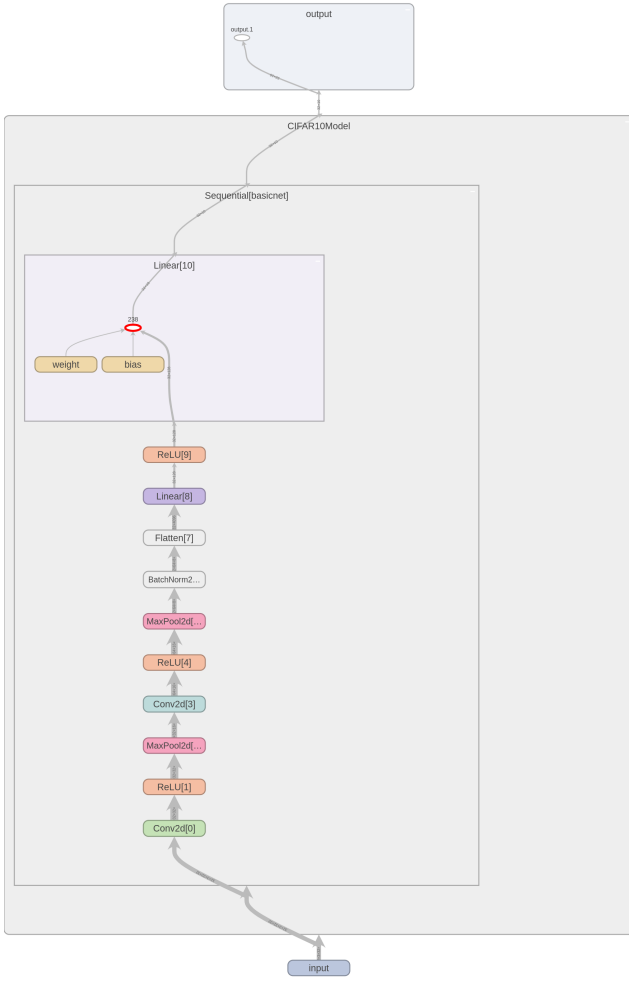 output
output.1
CIFAR10Model
Sequential[basicnet]
Linear[10]
238
weight
bias
ReLU[9]
Linear[8]
Flatten[7]
BatchNorm2...
MaxPool2d[...
ReLU[4]
Conv2d[3]
MaxPool2d[...
ReLU[1]
Conv2d[0]
input